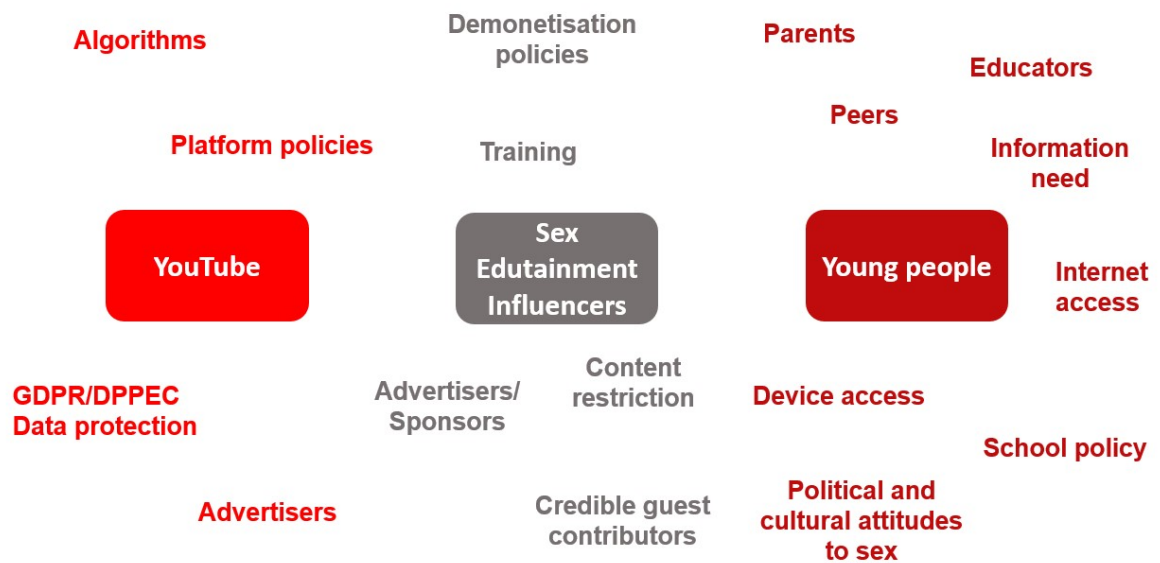 Algorithms
Platform policies
YouTube
GDPR/DPPEC
Data protection
Advertisers
Demonetisation
policies
Training
Sex
Edutainment
Influencers
Content
restriction
Advertisers/
Sponsors
Credible guest
contributors
Parents
Educators
Peers
Information
need
Young people
Internet
access
Device access
School policy
Political and
cultural attitudes
to sex